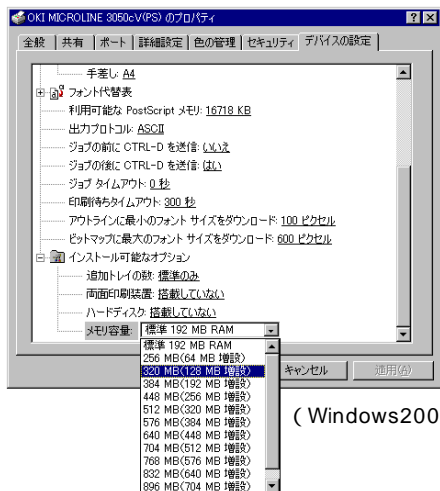 OKI MICROLINE 3050cV(PS) のプロパティ
全般 共有 ポート 詳細設定 色の管理 セキュリティ デバイスの設定
手差し: A4
フォント代替表
利用可能な PostScript メモリ: 16718 KB
出力プロトコル: ASCII
ジョブの前に CTRL-D を送信: いいえ
ジョブの後に CTRL-D を送信: はい
ジョブ タイムアウト: 0 秒
印刷待ちタイムアウト: 300 秒
アウトラインに最小のフォント サイズをダウンロード: 100 ピクセル
ビットマップに最大のフォント サイズをダウンロード: 600 ピクセル
インストール可能なオプション
追加トレイの数: 標準のみ
両面印刷装置: 搭載していない
ハードディスク: 搭載していない
メモリ容量: 標準 192 MB RAM
標準 192 MB RAM
256 MB(64 MB 増設)
320 MB(128 MB 増設)
384 MB(192 MB 増設)
448 MB(256 MB 増設)
512 MB(320 MB 増設)
576 MB(384 MB 増設)
640 MB(448 MB 増設)
704 MB(512 MB 増設)
768 MB(576 MB 増設)
832 MB(640 MB 増設)
896 MB(704 MB 増設)
キャンセル 適用(A)
(Windows200